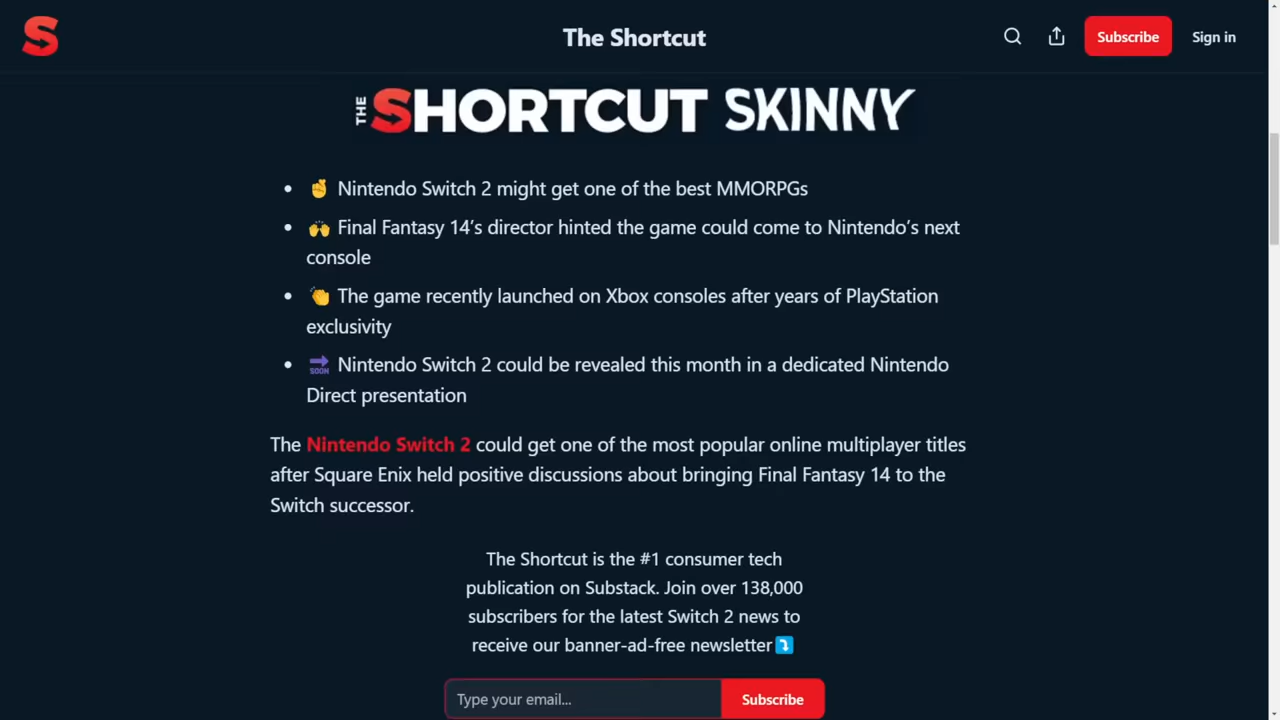 S
The Shortcut
Subscribe
Sign in
THE SHORTCUT SKINNY
• 🤞 Nintendo Switch 2 might get one of the best MMORPGs
• 🙌 Final Fantasy 14’s director hinted the game could come to Nintendo’s next
console
• 👏 The game recently launched on Xbox consoles after years of PlayStation
exclusivity
• 🔜 Nintendo Switch 2 could be revealed this month in a dedicated Nintendo
Direct presentation
The Nintendo Switch 2 could get one of the most popular online multiplayer titles
after Square Enix held positive discussions about bringing Final Fantasy 14 to the
Switch successor.
The Shortcut is the #1 consumer tech
publication on Substack. Join over 138,000
subscribers for the latest Switch 2 news to
receive our banner-ad-free newsletter⤵️
Type your email...
Subscribe